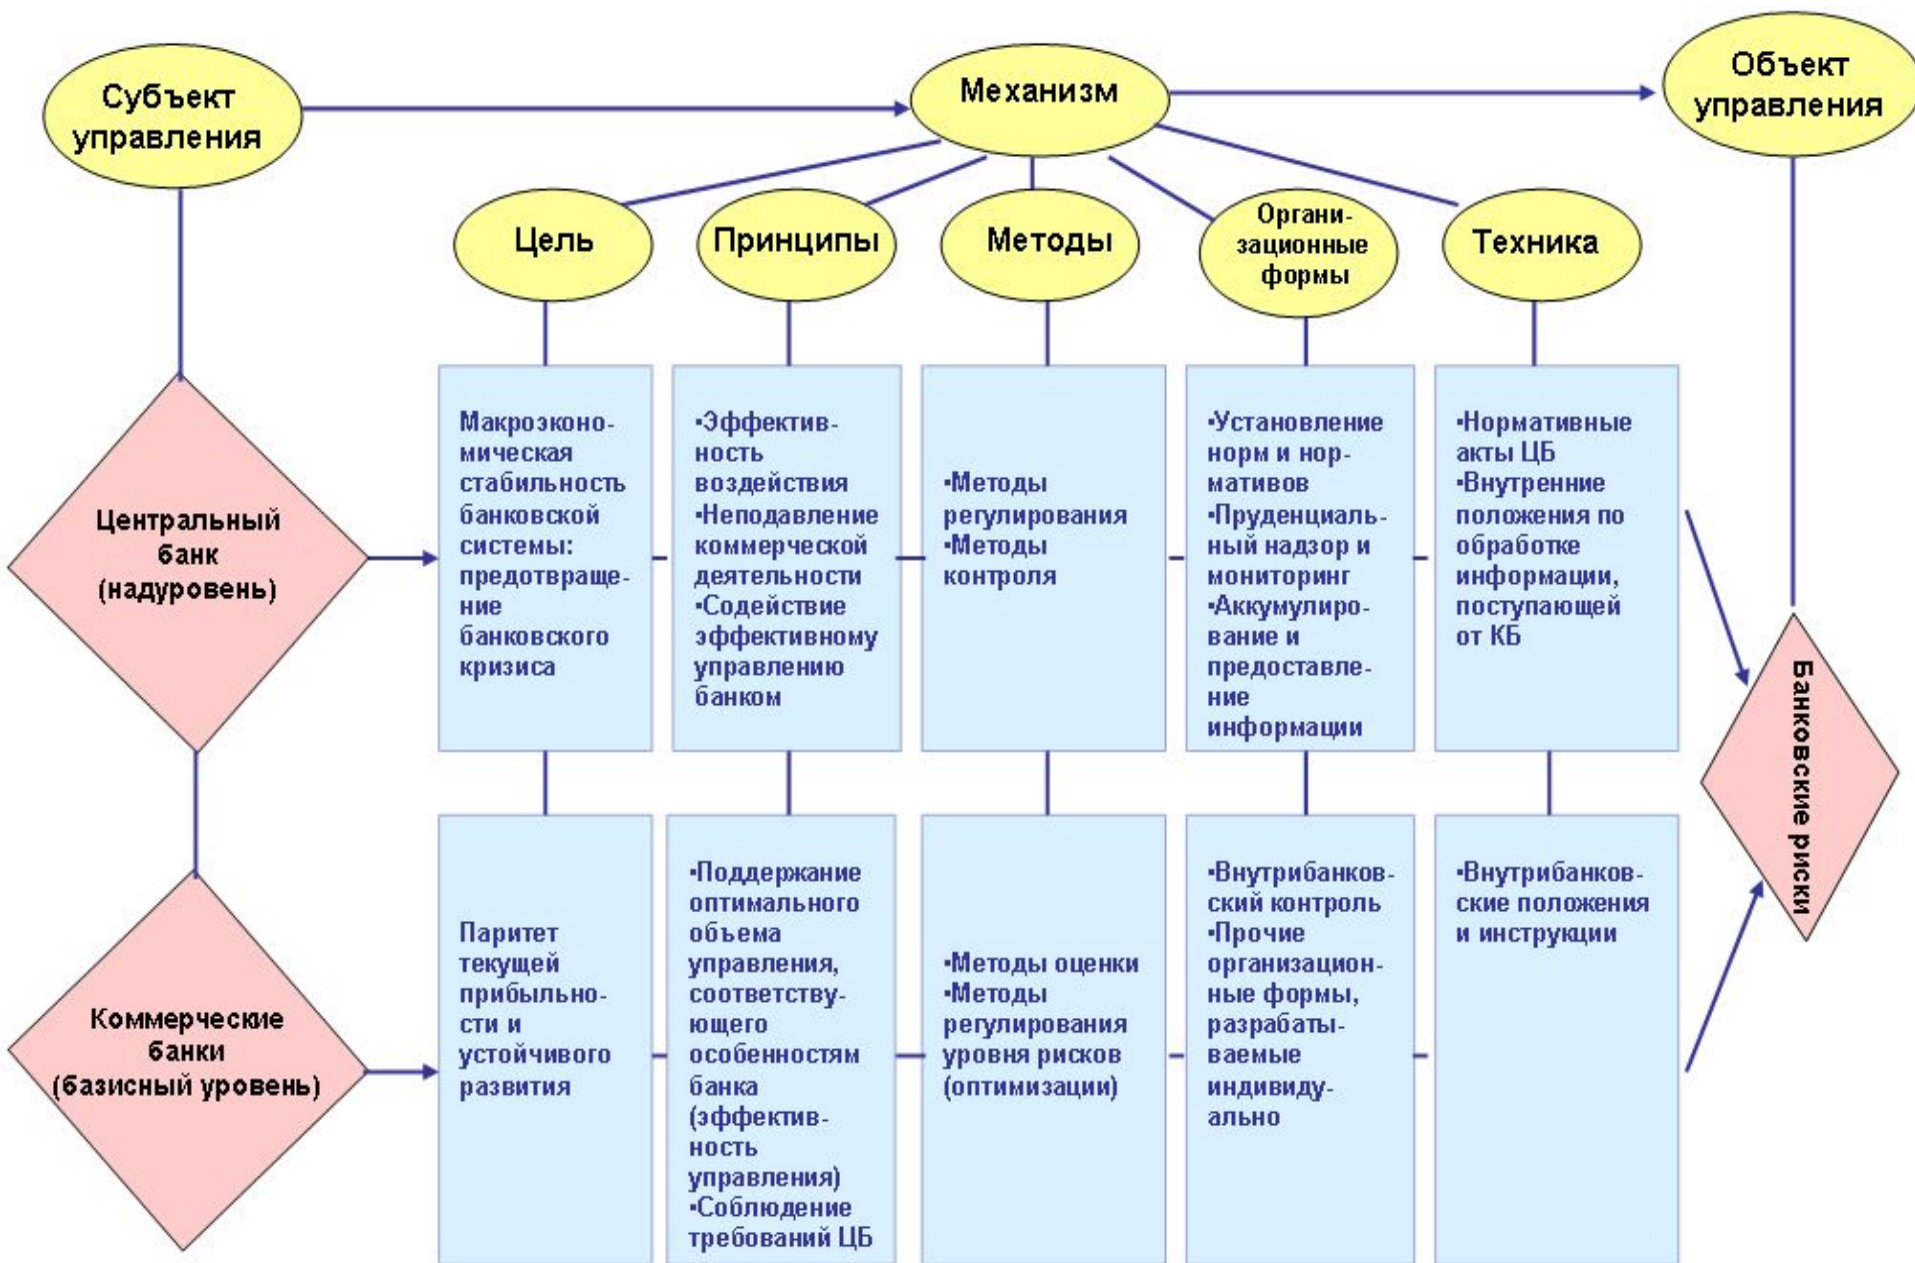 Субъект
управления
Механизм
Объект
управления
Цель
Принципы
Методы
Органи-
зационные
формы
Техника
Центральный
банк
(надуровень)
Макроэконо-
мическая
стабильность
банковской
системы:
предотвраще-
ние
банковского
кризиса
•Эффектив-
ность
воздействия
•Неподавление
коммерческой
деятельности
•Содействие
эффективному
управлению
банком
•Методы
регулирования
•Методы
контроля
•Установление
норм и нор-
мативов
•Пруденциаль-
ный надзор и
мониторинг
•Аккумулиро-
вание и
предоставле-
ние
информации
•Нормативные
акты ЦБ
•Внутренние
положения по
обработке
информации,
поступающей
от КБ
Банковские риски
Коммерческие
банки
(базисный уровень)
Паритет
текущей
прибыльно-
сти и
устойчивого
развития
•Поддержание
оптимального
объема
управления,
соответству-
ющего
особенностям
банка
(эффектив-
ность
управления)
•Соблюдение
требований ЦБ
•Методы оценки
•Методы
регулирования
уровня рисков
(оптимизации)
•Внутрибанков-
ский контроль
•Прочие
организацион-
ные формы,
разрабаты-
ваемые
индивиду-
ально
•Внутрибанков-
ские положения
и инструкции